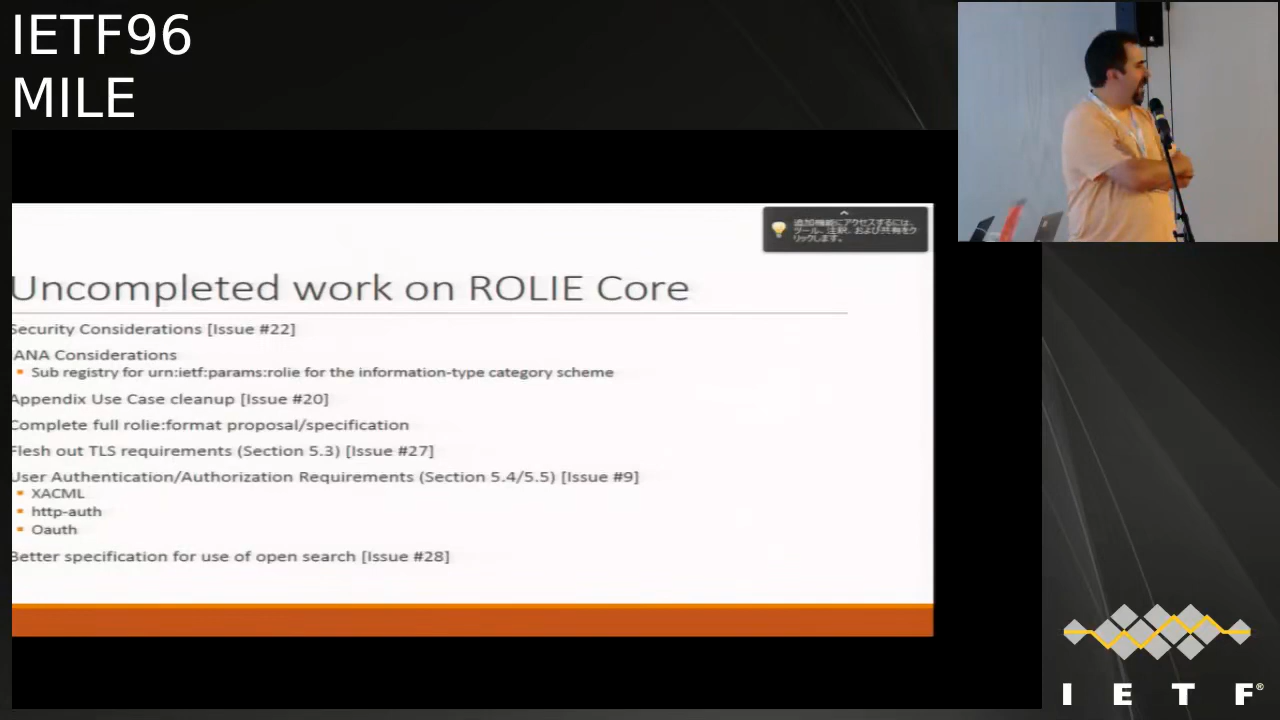 IETF96
MILE
追加機能にアクセスするには、
ツール、注釈、および共有をク
リックします。
Uncompleted work on ROLIE Core
Security Considerations [Issue #22]
IANA Considerations
Sub registry for urn:ietf:params:rolie for the information-type category scheme
Appendix Use Case cleanup [Issue #20]
Complete full rolie:format proposal/specification
Flesh out TLS requirements (Section 5.3) [Issue #27]
User Authentication/Authorization Requirements (Section 5.4/5.5) [Issue #9]
XACML
http-auth
Oauth
Better specification for use of open search [Issue #28]
I E T F®